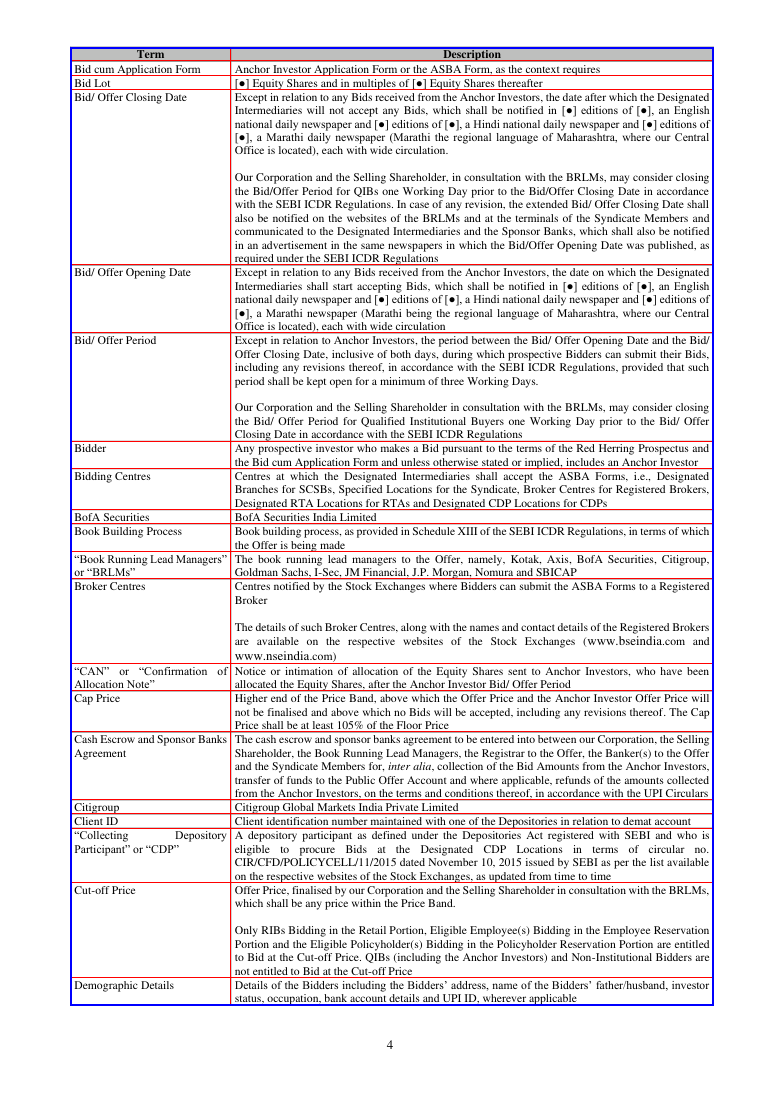 Term Description
Bid cum Application Form Anchor Investor Application Form or the ASBA Form, as the context requires
Bid Lot [●] Equity Shares and in multiples of [●] Equity Shares thereafter
Bid/ Offer Closing Date Except in relation to any Bids received from the Anchor Investors, the date after which the Designated
Intermediaries will not accept any Bids, which shall be notified in [●] editions of [●], an English
national daily newspaper and [●] editions of [●], a Hindi national daily newspaper and [●] editions of
[●], a Marathi daily newspaper (Marathi the regional language of Maharashtra, where our Central
Office is located), each with wide circulation.
Our Corporation and the Selling Shareholder, in consultation with the BRLMs, may consider closing
the Bid/Offer Period for QIBs one Working Day prior to the Bid/Offer Closing Date in accordance
with the SEBI ICDR Regulations. In case of any revision, the extended Bid/ Offer Closing Date shall
also be notified on the websites of the BRLMs and at the terminals of the Syndicate Members and
communicated to the Designated Intermediaries and the Sponsor Banks, which shall also be notified
in an advertisement in the same newspapers in which the Bid/Offer Opening Date was published, as
required under the SEBI ICDR Regulations
Bid/ Offer Opening Date Except in relation to any Bids received from the Anchor Investors, the date on which the Designated
Intermediaries shall start accepting Bids, which shall be notified in [●] editions of [●], an English
national daily newspaper and [●] editions of [●], a Hindi national daily newspaper and [●] editions of
[●], a Marathi newspaper (Marathi being the regional language of Maharashtra, where our Central
Office is located), each with wide circulation
Bid/ Offer Period Except in relation to Anchor Investors, the period between the Bid/ Offer Opening Date and the Bid/
Offer Closing Date, inclusive of both days, during which prospective Bidders can submit their Bids,
including any revisions thereof, in accordance with the SEBI ICDR Regulations, provided that such
period shall be kept open for a minimum of three Working Days.
Our Corporation and the Selling Shareholder in consultation with the BRLMs, may consider closing
the Bid/ Offer Period for Qualified Institutional Buyers one Working Day prior to the Bid/ Offer
Closing Date in accordance with the SEBI ICDR Regulations
Bidder Any prospective investor who makes a Bid pursuant to the terms of the Red Herring Prospectus and
the Bid cum Application Form and unless otherwise stated or implied, includes an Anchor Investor
Bidding Centres Centres at which the Designated Intermediaries shall accept the ASBA Forms, i.e., Designated
Branches for SCSBs, Specified Locations for the Syndicate, Broker Centres for Registered Brokers,
Designated RTA Locations for RTAs and Designated CDP Locations for CDPs
BofA Securities BofA Securities India Limited
Book Building Process Book building process, as provided in Schedule XIII of the SEBI ICDR Regulations, in terms of which
the Offer is being made
“Book Running Lead Managers” The book running lead managers to the Offer, namely, Kotak, Axis, BofA Securities, Citigroup,
or “BRLMs” Goldman Sachs, I-Sec, JM Financial, J.P. Morgan, Nomura and SBICAP
Broker Centres Centres notified by the Stock Exchanges where Bidders can submit the ASBA Forms to a Registered
Broker
The details of such Broker Centres, along with the names and contact details of the Registered Brokers
are available on the respective websites of the Stock Exchanges (www.bseindia.com and
www.nseindia.com)
“CAN” or “Confirmation of Notice or intimation of allocation of the Equity Shares sent to Anchor Investors, who have been
Allocation Note” allocated the Equity Shares, after the Anchor Investor Bid/ Offer Period
Cap Price Higher end of the Price Band, above which the Offer Price and the Anchor Investor Offer Price will
not be finalised and above which no Bids will be accepted, including any revisions thereof. The Cap
Price shall be at least 105% of the Floor Price
Cash Escrow and Sponsor Banks The cash escrow and sponsor banks agreement to be entered into between our Corporation, the Selling
Agreement Shareholder, the Book Running Lead Managers, the Registrar to the Offer, the Banker(s) to the Offer
and the Syndicate Members for, inter alia, collection of the Bid Amounts from the Anchor Investors,
transfer of funds to the Public Offer Account and where applicable, refunds of the amounts collected
from the Anchor Investors, on the terms and conditions thereof, in accordance with the UPI Circulars
Citigroup Citigroup Global Markets India Private Limited
Client ID Client identification number maintained with one of the Depositories in relation to demat account
“Collecting Depository A depository participant as defined under the Depositories Act registered with SEBI and who is
Participant” or “CDP” eligible to procure Bids at the Designated CDP Locations in terms of circular no.
CIR/CFD/POLICYCELL/11/2015 dated November 10, 2015 issued by SEBI as per the list available
on the respective websites of the Stock Exchanges, as updated from time to time
Cut-off Price Offer Price, finalised by our Corporation and the Selling Shareholder in consultation with the BRLMs,
which shall be any price within the Price Band.
Only RIBs Bidding in the Retail Portion, Eligible Employee(s) Bidding in the Employee Reservation
Portion and the Eligible Policyholder(s) Bidding in the Policyholder Reservation Portion are entitled
to Bid at the Cut-off Price. QIBs (including the Anchor Investors) and Non-Institutional Bidders are
not entitled to Bid at the Cut-off Price
Demographic Details Details of the Bidders including the Bidders’ address, name of the Bidders’ father/husband, investor
status, occupation, bank account details and UPI ID, wherever applicable
4